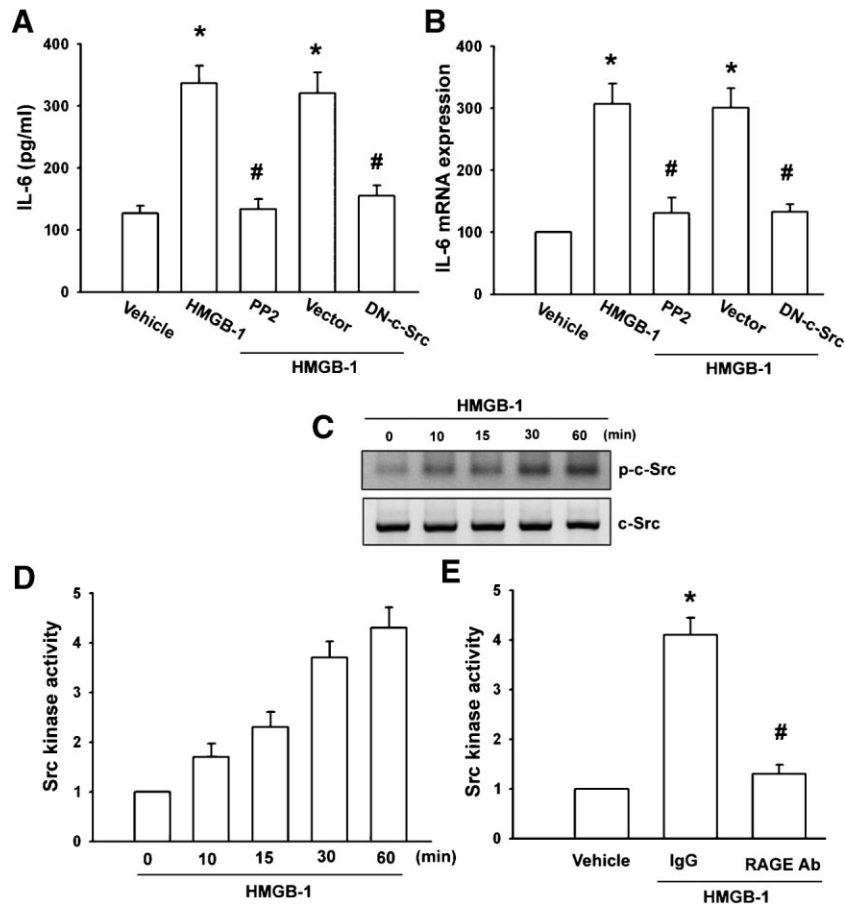 A
IL-6 (pg/ml)
400
300
200
100
0
*
#
*
#
Vehicle
HMGB-1
PP2
Vector
DN-c-Src
HMGB-1
B
IL-6 mRNA expression
400
300
200
100
0
*
#
*
#
Vehicle
HMGB-1
PP2
Vector
DN-c-Src
HMGB-1
C
HMGB-1
0 10 15 30 60 (min)
p-c-Src
c-Src
D
Src kinase activity
5
4
3
2
1
0
0 10 15 30 60 (min)
HMGB-1
E
Src kinase activity
5
4
3
2
1
0
*
#
Vehicle IgG RAGE Ab
HMGB-1